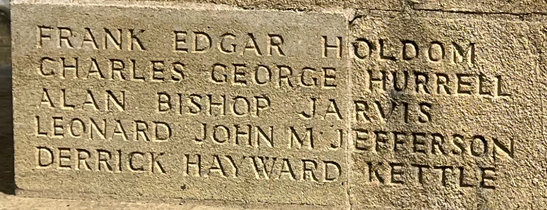 FRANK EDGAR HOLDOM
CHARLES GEORGE HURRELL
ALAN BISHOP JARVIS
LEONARD JOHN M JEFFERSON
DERRICK HAYWARD KETTLE